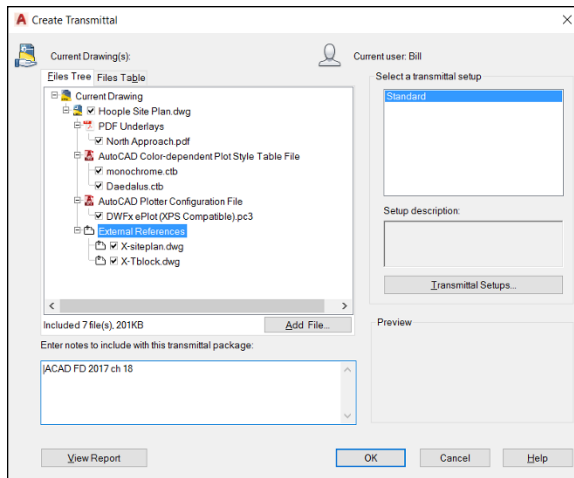 Create Transmittal
Current Drawing(s):
Current user: Bill
Files Tree
Files Table
Current Drawing
Hoople Site Plan.dwg
PDF Underlays
North Approach.pdf
AutoCAD Color-dependent Plot Style Table File
monochrome.ctb
Daedalus.ctb
AutoCAD Plotter Configuration File
DWFx ePlot (XPS Compatible).pc3
External References
X-siteplan.dwg
X-Tblock.dwg
Included 7 file(s), 201KB
Add File...
Enter notes to include with this transmittal package:
ACAD FD 2017 ch 18
Select a transmittal setup
Standard
Setup description:
Transmittal Setups...
Preview
View Report
OK
Cancel
Help